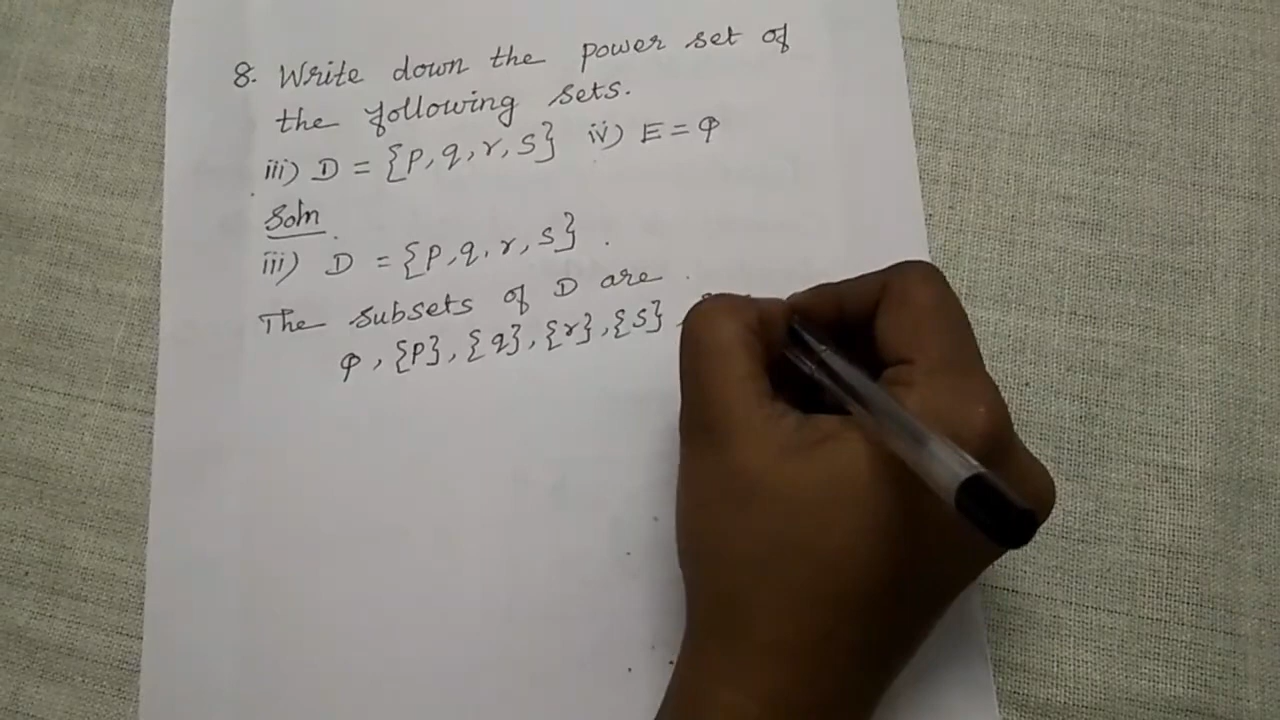 8. Write down the power set of
the following sets.
iii) D = {p, q, r, s} iv) E = φ
Soln
iii) D = {p, q, r, s}.
The subsets of D are
φ, {p}, {q}, {r}, {s},